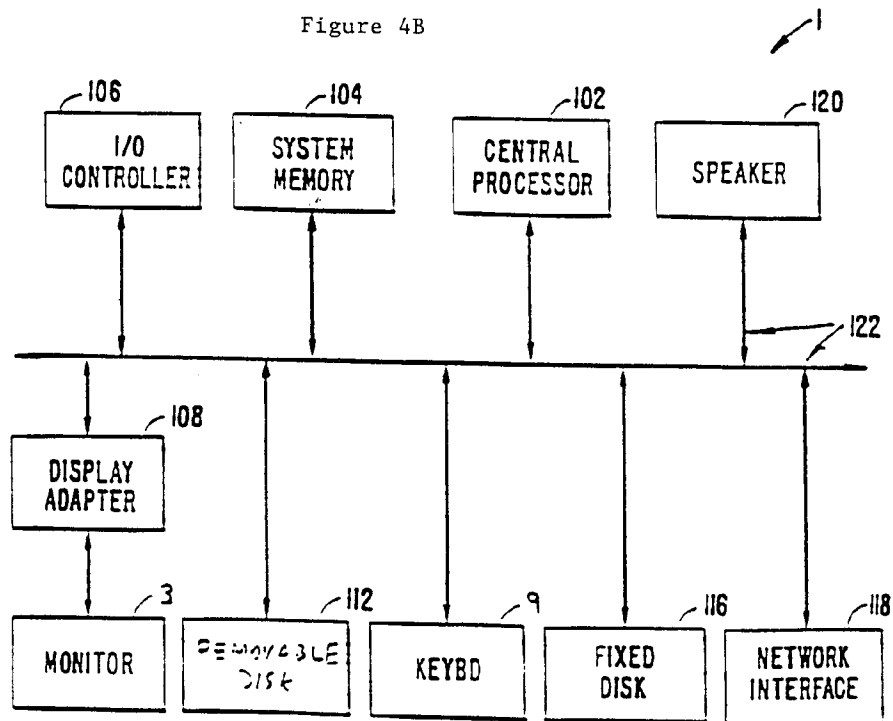 Figure 4B
1
106
104
102
120
I/O
CONTROLLER
SYSTEM
MEMORY
CENTRAL
PROCESSOR
SPEAKER
122
108
DISPLAY
ADAPTER
3
112
9
116
118
MONITOR
REMOVABLE
DISK
KEYBD
FIXED
DISK
NETWORK
INTERFACE